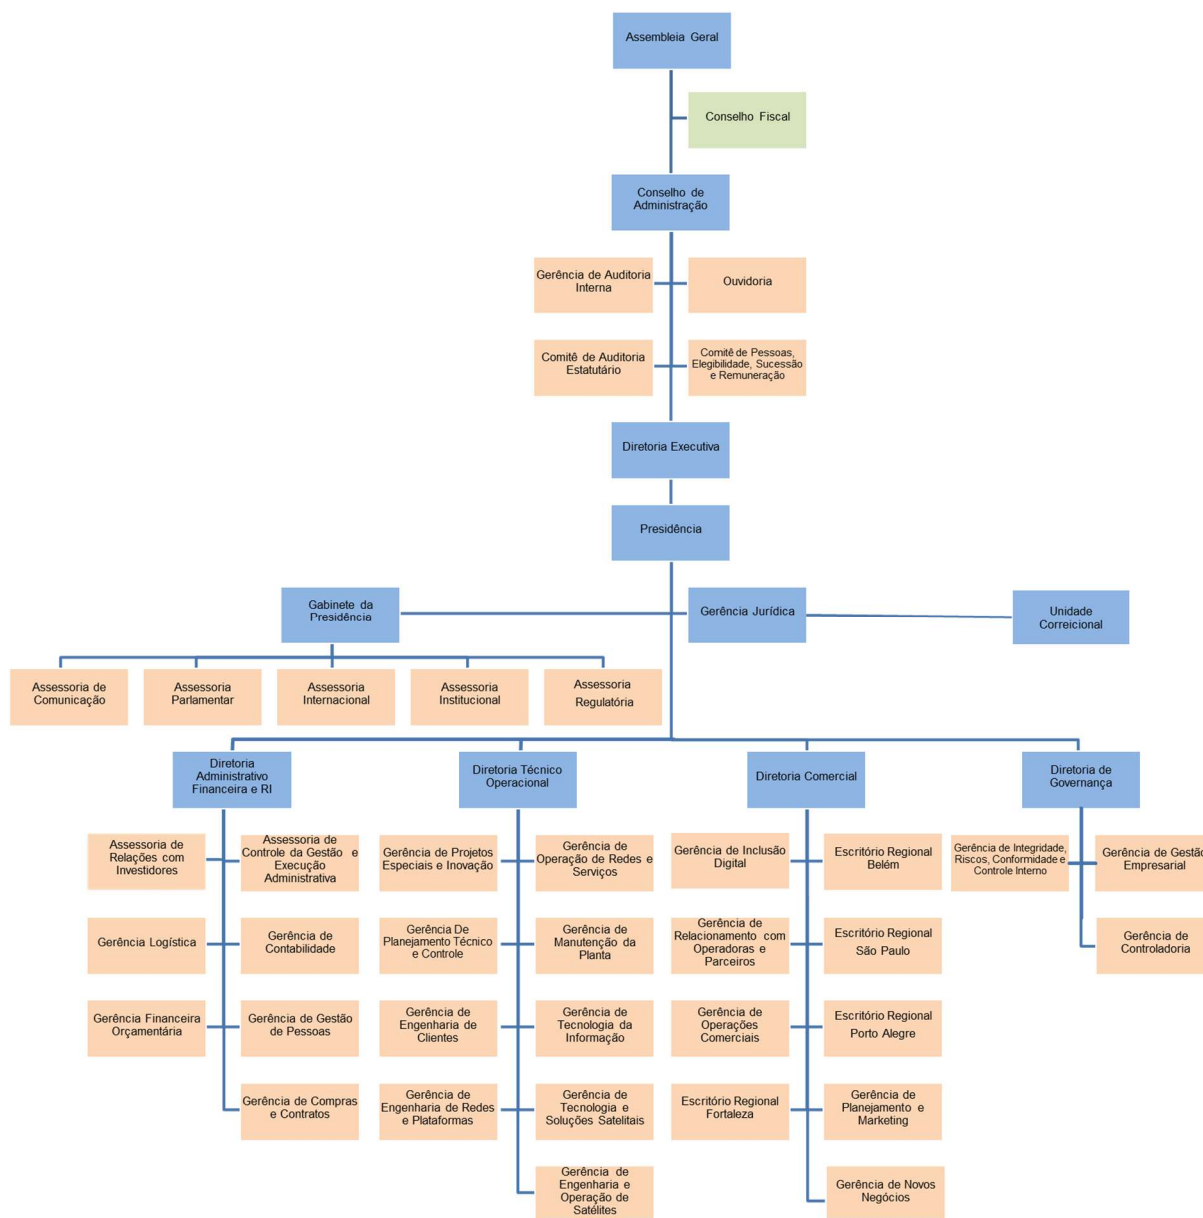 Assembleia Geral
Conselho Fiscal
Conselho de
Administração
Gerência de Auditoria
Interna
Ouvidoria
Comitê de Auditoria
Estatutário
Comitê de Pessoas,
Elegibilidade, Sucessão
e Remuneração
Diretoria Executiva
Presidência
Gabinete da
Presidência
Gerência Jurídica
Unidade
Correicional
Assessoria de
Comunicação
Assessoria
Parlamentar
Assessoria
Internacional
Assessoria
Institucional
Assessoria
Regulatória
Diretoria
Administrativo
Financeira e RI
Diretoria Técnico
Operacional
Diretoria Comercial
Diretoria de
Governança
Assessoria de
Relações com
Investidores
Assessoria de
Controle da Gestão e
Execução
Administrativa
Gerência de Projetos
Especiais e Inovação
Gerência de
Operação de Redes e
Serviços
Gerência de Inclusão
Digital
Escritório Regional
Belém
Gerência de Integridade,
Riscos, Conformidade e
Controle Interno
Gerência de Gestão
Empresarial
Gerência Logística
Gerência de
Contabilidade
Gerência De
Planejamento Técnico
e Controle
Gerência de
Manutenção da
Planta
Gerência de
Relacionamento com
Operadoras e
Parceiros
Escritório Regional
São Paulo
Gerência de
Controladoria
Gerência Financeira
Orçamentária
Gerência de Gestão
de Pessoas
Gerência de
Engenharia de
Clientes
Gerência de
Tecnologia da
Informação
Gerência de
Operações
Comerciais
Escritório Regional
Porto Alegre
Gerência de Compras
e Contratos
Gerência de
Engenharia de Redes
e Plataformas
Gerência de
Tecnologia e
Soluções Satelitais
Escritório Regional
Fortaleza
Gerência de
Planejamento e
Marketing
Gerência de
Engenharia e
Operação de
Satélites
Gerência de Novos
Negócios